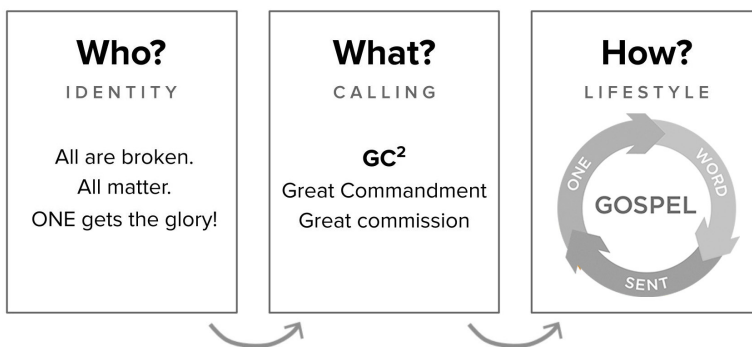 Who?
IDENTITY
All are broken.
All matter.
ONE gets the glory!
What?
CALLING
GC²
Great Commandment
Great commission
How?
LIFESTYLE
ONE
WORD
GOSPEL
SENT